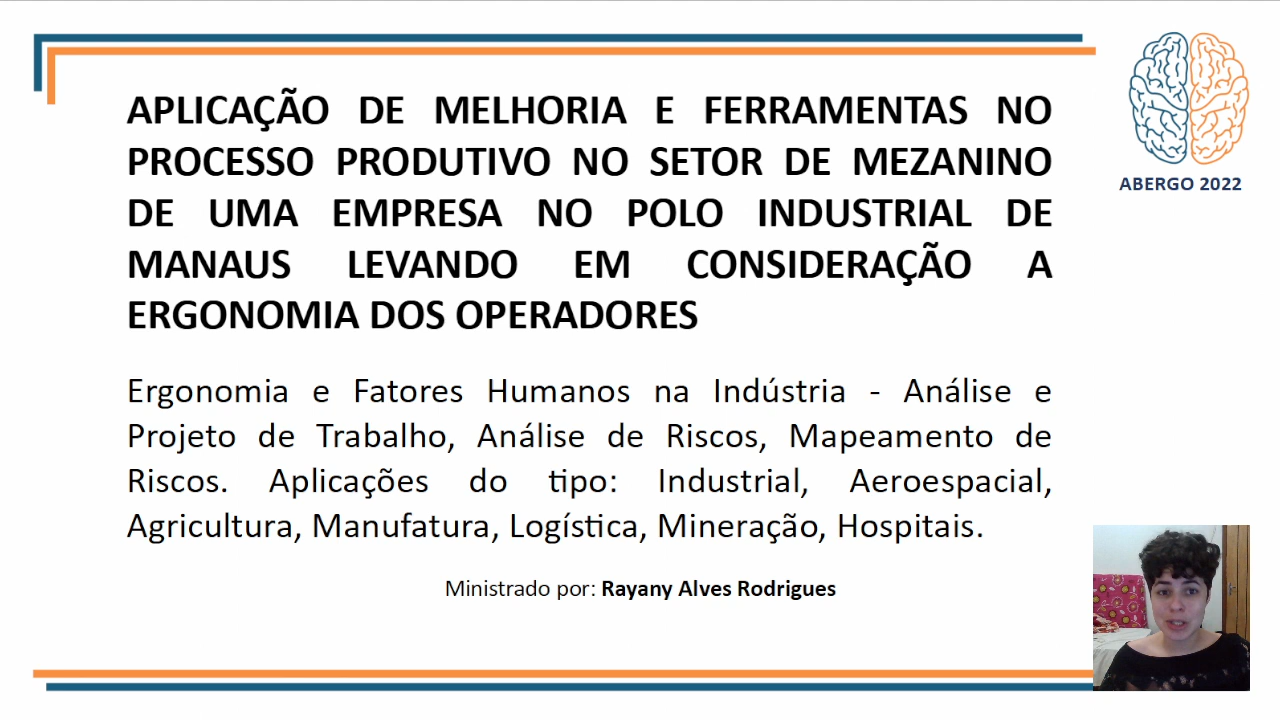 APLICAÇÃO DE MELHORIA E FERRAMENTAS NO
PROCESSO PRODUTIVO NO SETOR DE MEZANINO
DE UMA EMPRESA NO POLO INDUSTRIAL DE
MANAUS LEVANDO EM CONSIDERAÇÃO A
ERGONOMIA DOS OPERADORES
ABERGO 2022
Ergonomia e Fatores Humanos na Indústria - Análise e
Projeto de Trabalho, Análise de Riscos, Mapeamento de
Riscos. Aplicações do tipo: Industrial, Aeroespacial,
Agricultura, Manufatura, Logística, Mineração, Hospitais.
Ministrado por: Rayany Alves Rodrigues